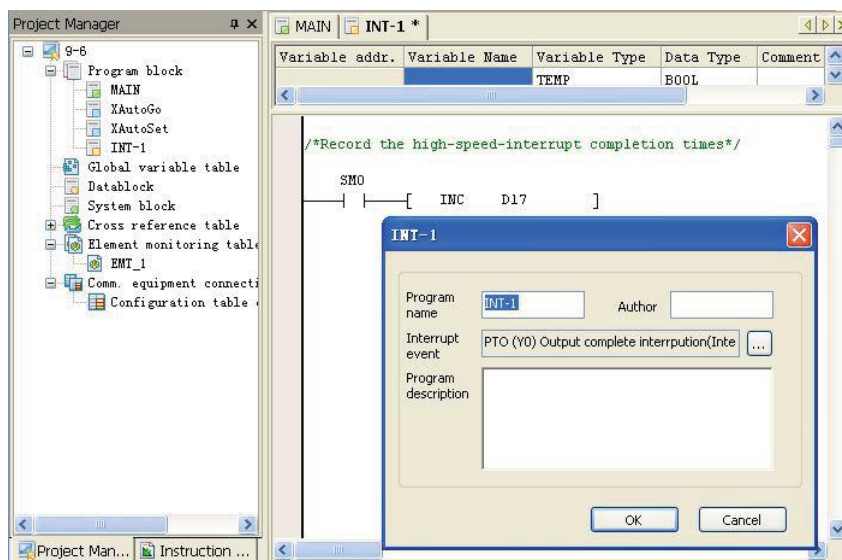 Project Manager
9-6
Program block
MAIN
XAutoGo
XAutoSet
INT-1
Global variable table
Datablock
System block
Cross reference table
Element monitoring table
EMT_1
Comm. equipment connecti
Configuration table
Project Man... Instruction ...
MAIN INT-1 *
Variable addr. Variable Name Variable Type Data Type Comment
TEMP BOOL
/*Record the high-speed-interrupt completion times*/
SM0
[ INC D17 ]
INT-1
Program name INT-1 Author
Interrupt event PTO (Y0) Output complete interrpution(Inte ...
Program description
OK Cancel